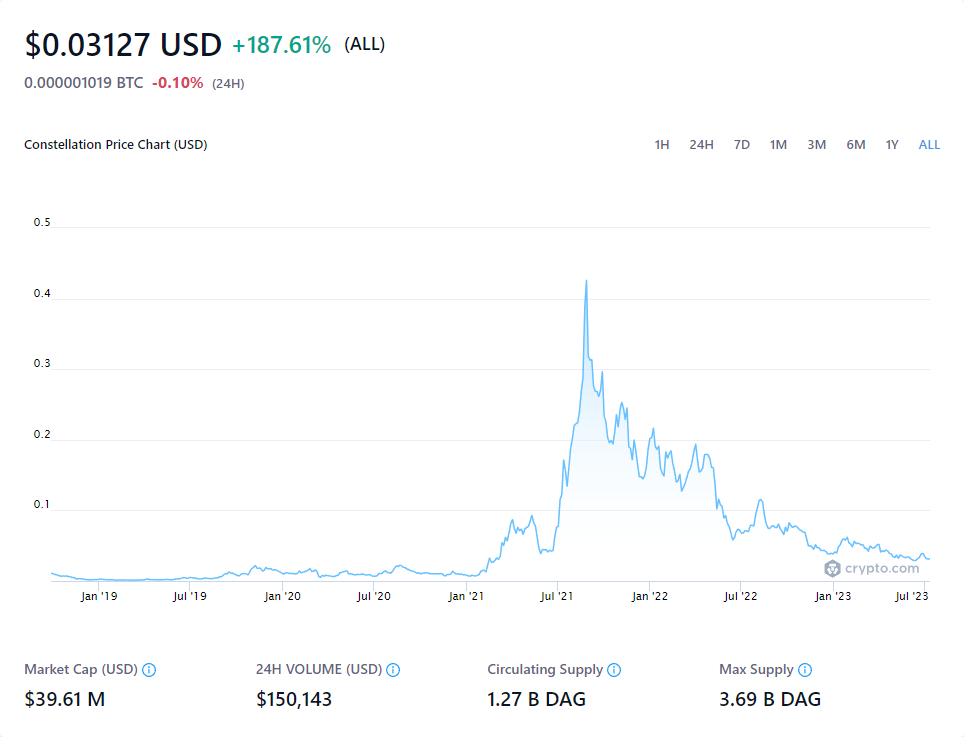 $0.03127 USD +187.61% (ALL)
0.000001019 BTC -0.10% (24H)
Constellation Price Chart (USD) 1H 24H 7D 1M 3M 6M 1Y ALL
0.5
0.4
0.3
0.2
0.1
crypto.com
Jan '19 Jul '19 Jan '20 Jul '20 Jan '21 Jul '21 Jan '22 Jul '22 Jan '23 Jul '23
Market Cap (USD) 24H VOLUME (USD) Circulating Supply Max Supply
$39.61 M $150,143 1.27 B DAG 3.69 B DAG